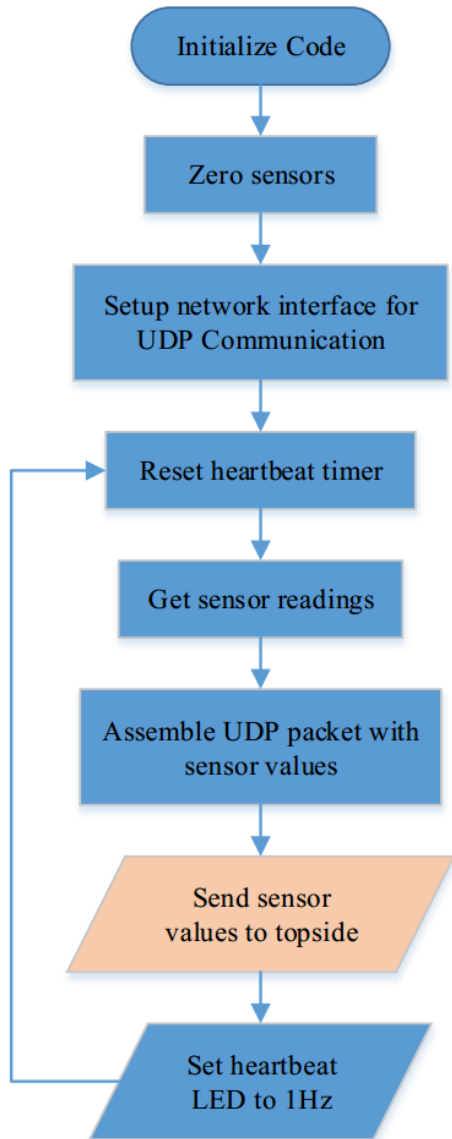 Initialize Code
Zero sensors
Setup network interface for
UDP Communication
Reset heartbeat timer
Get sensor readings
Assemble UDP packet with
sensor values
Send sensor
values to topside
Set heartbeat
LED to 1Hz